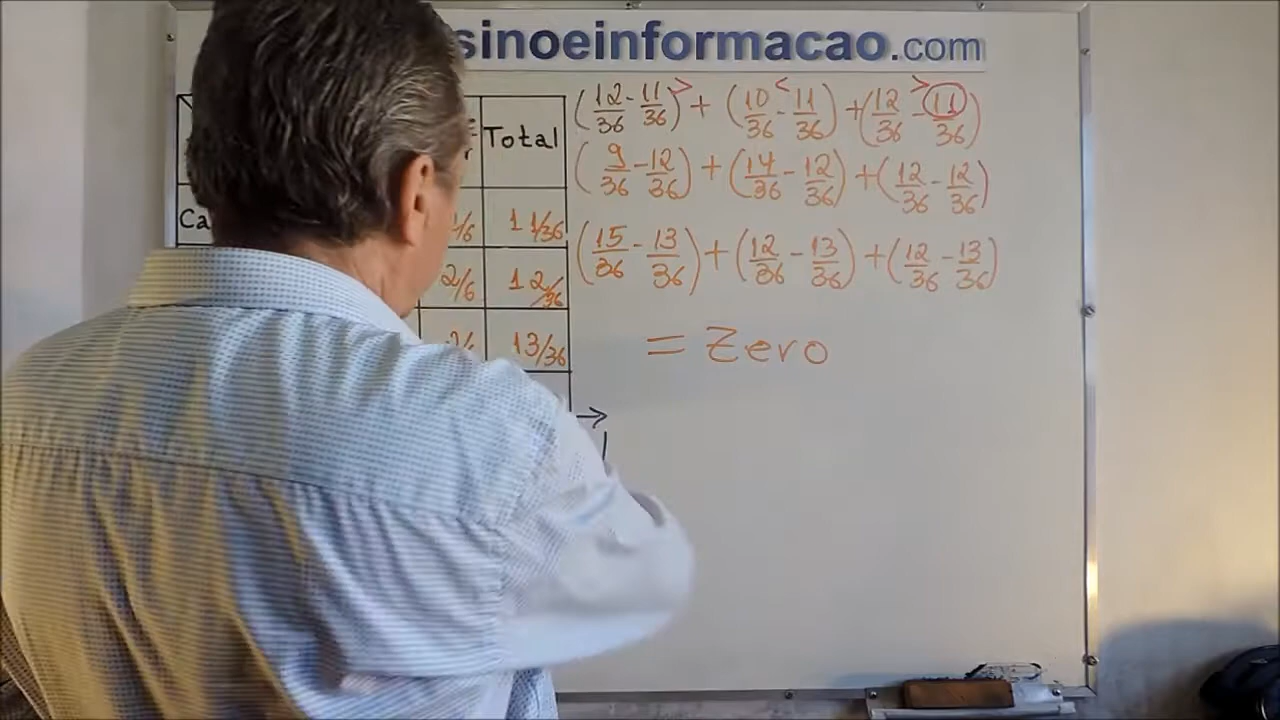 sinoeinformacao.com
Total
(12/36 - 11/36) > + (10/36 - 11/36) < + (12/36 - 11/36) >
(9/36 - 12/36) + (14/36 - 12/36) + (12/36 - 12/36)
Ca 1/6 1 1/36
(15/36 - 13/36) + (12/36 - 13/36) + (12/36 - 13/36)
2/6 1 2/36
13/36 = Zero